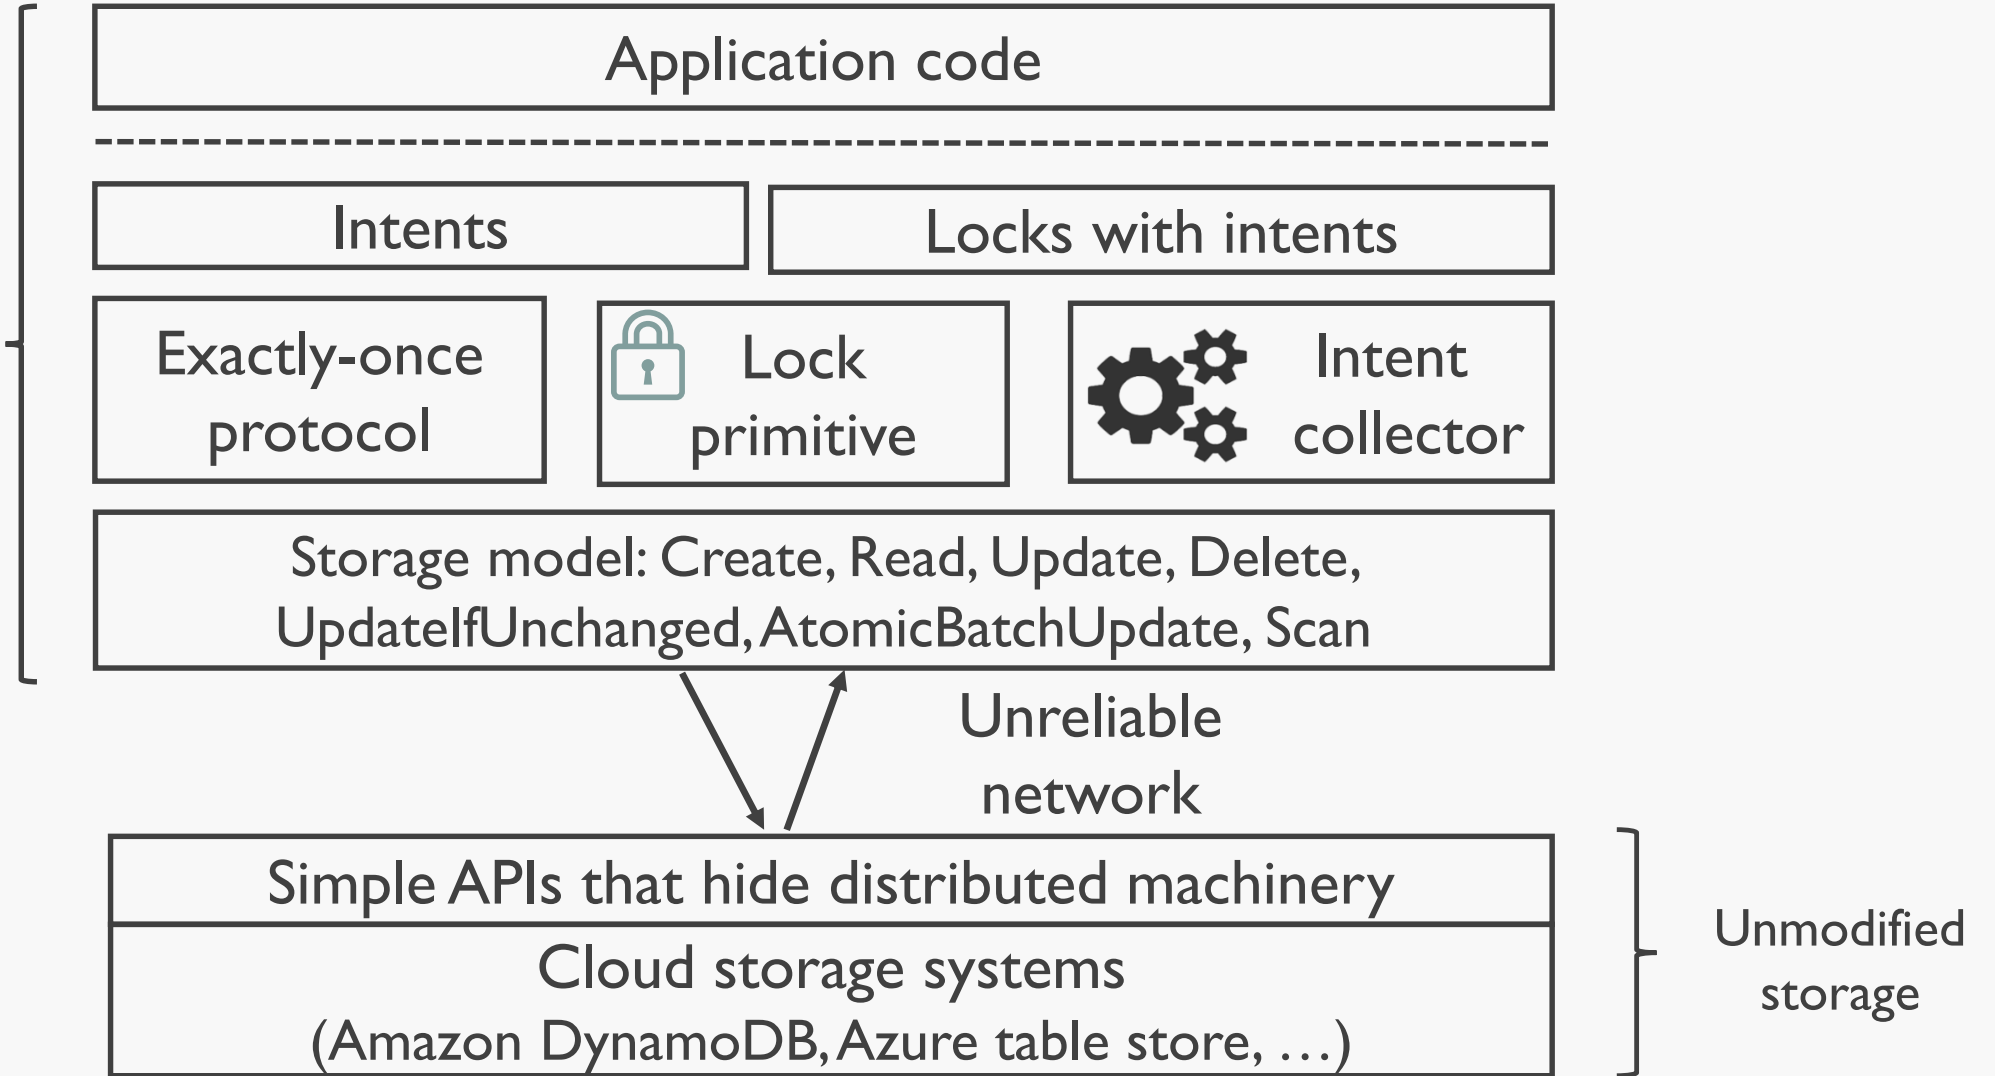 Application code
Intents
Locks with intents
Exactly-once
protocol
Lock
primitive
Intent
collector
Storage model: Create, Read, Update, Delete,
UpdateIfUnchanged, AtomicBatchUpdate, Scan
Unreliable
network
Simple APIs that hide distributed machinery
Cloud storage systems
(Amazon DynamoDB, Azure table store, …)
Unmodified
storage